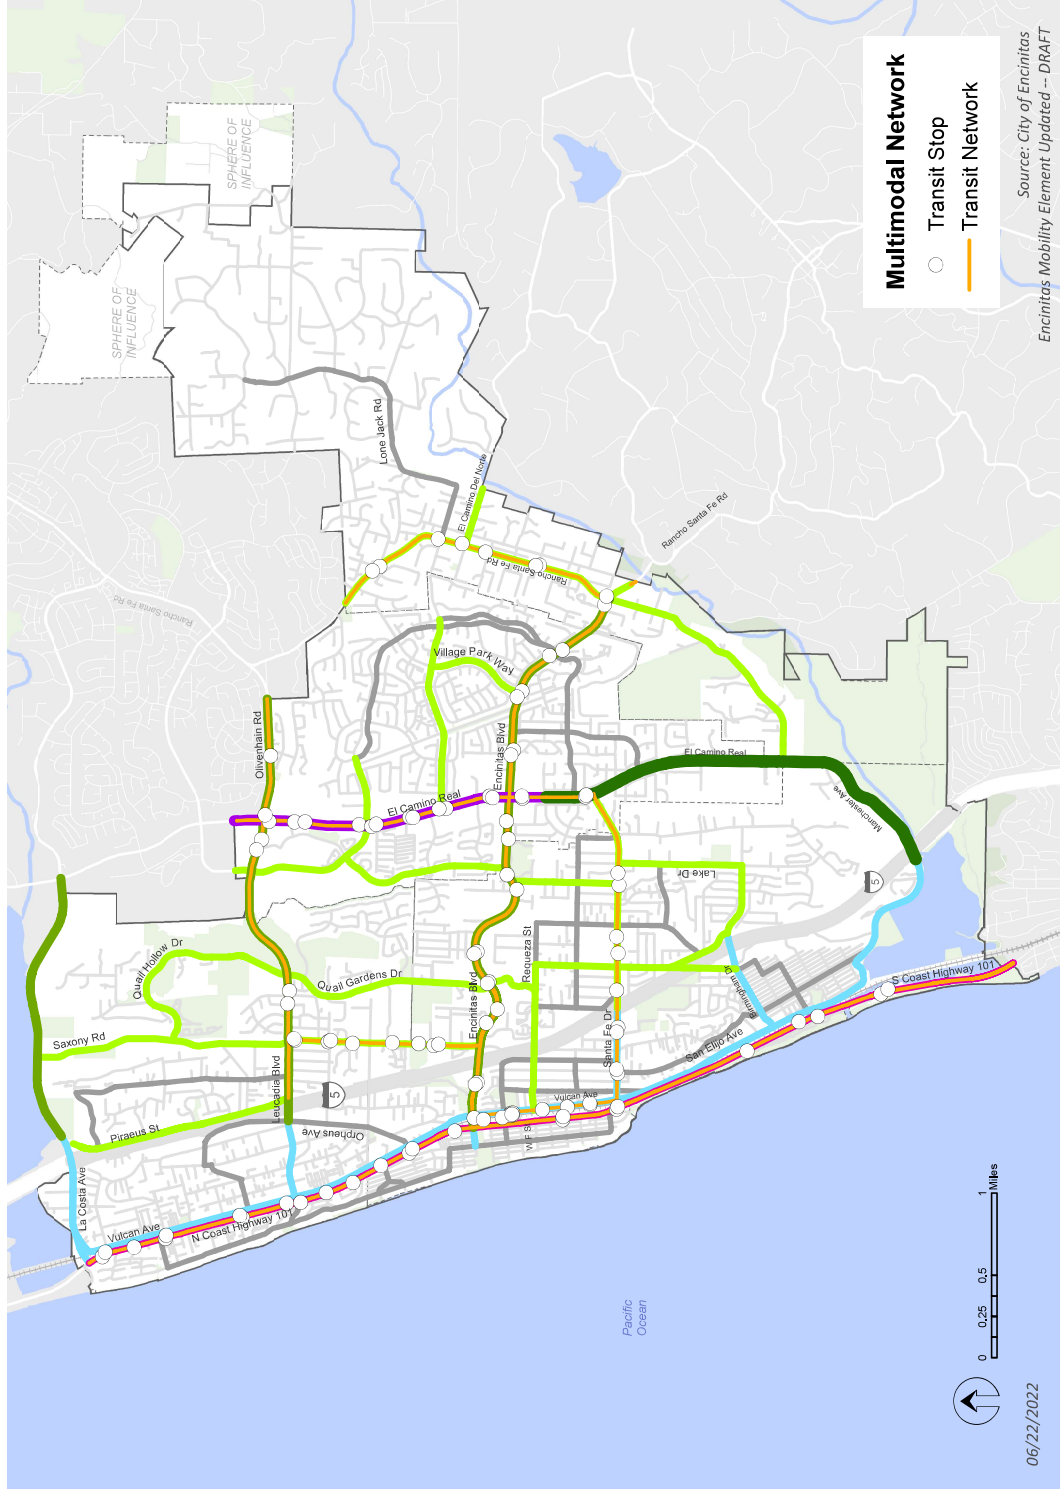 SPHERE OF
INFLUENCE
SPHERE OF
INFLUENCE
Multimodal Network
Transit Stop
Transit Network
Source: City of Encinitas
Encinitas Mobility Element Updated -- DRAFT
Lone Jack Rd
El Camino Del Norte
Rancho Santa Fe Rd
Rancho Santa Fe Rd
Rancho Santa Fe Rd
Village Park Way
Olivenhain Rd
Encinitas Blvd
El Camino Real
El Camino Real
Manchester Ave
5
Lake Dr
Quail Hollow Dr
Quail Gardens Dr
Requeza St
Encinitas Blvd
Saxony Rd
Leucadia Blvd
5
Piraeus St
Orpheus Ave
Santa Fe Dr
Birmingham Dr
San Elijo Ave
S Coast Highway 101
Vulcan Ave
W F St
La Costa Ave
Vulcan Ave
N Coast Highway 101
Pacific
Ocean
0 0.25 0.5 1
Miles
06/22/2022